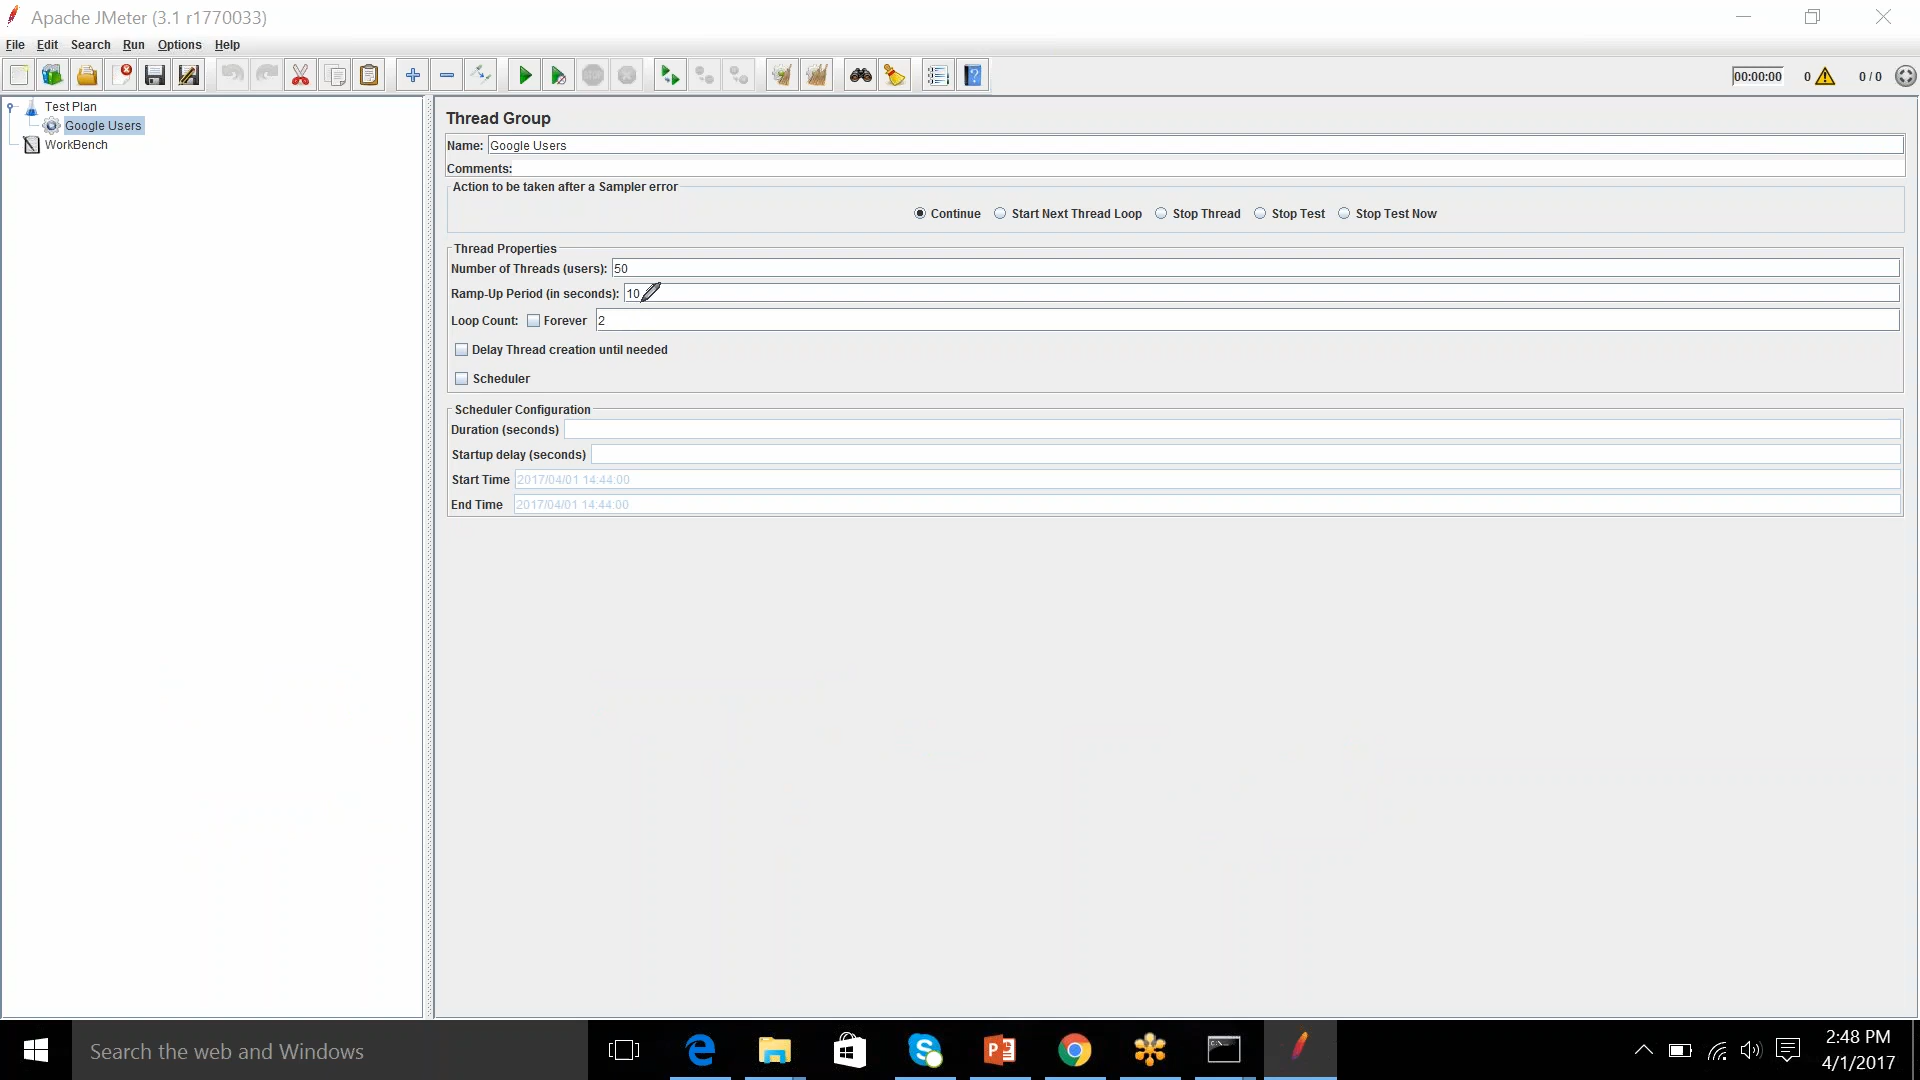 Apache JMeter (3.1 r1770033)
File Edit Search Run Options Help
00:00:00 0 0 / 0
Test Plan
Google Users
WorkBench
Thread Group
Name: Google Users
Comments:
Action to be taken after a Sampler error
Continue Start Next Thread Loop Stop Thread Stop Test Stop Test Now
Thread Properties
Number of Threads (users): 50
Ramp-Up Period (in seconds): 10
Loop Count: Forever 2
Delay Thread creation until needed
Scheduler
Scheduler Configuration
Duration (seconds)
Startup delay (seconds)
Start Time 2017/04/01 14:44:00
End Time 2017/04/01 14:44:00
Search the web and Windows
2:48 PM
4/1/2017